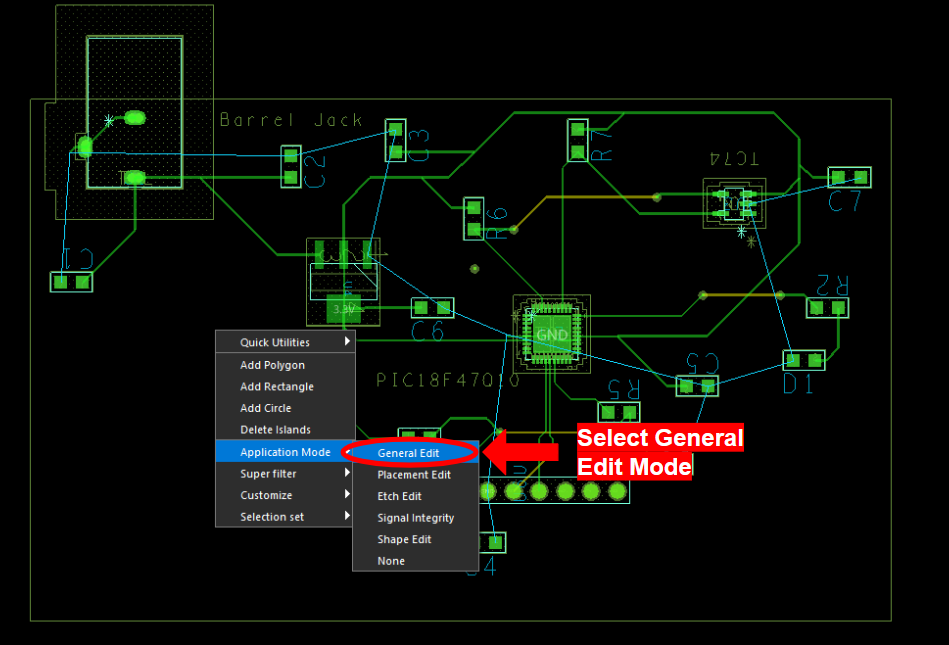 Barrel Jack
C3
C2
R7
TC74
C7
R6
C1
321
R2
3.3V
C6
GND
C5
D1
PIC18F47Q10
R5
Quick Utilities
Add Polygon
Add Rectangle
Add Circle
Delete Islands
Application Mode
Super filter
Customize
Selection set
General Edit
Placement Edit
Etch Edit
Signal Integrity
Shape Edit
None
Select General
Edit Mode